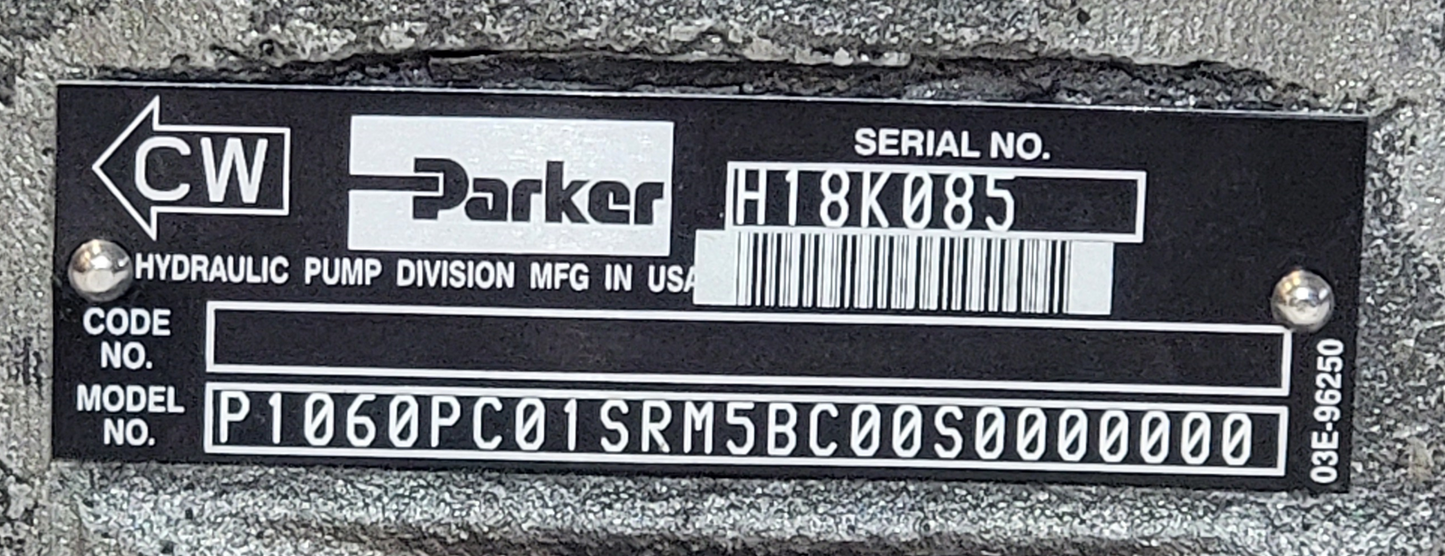 CW
Parker
SERIAL NO.
H18K085
HYDRAULIC PUMP DIVISION MFG IN USA
CODE NO.
MODEL NO.
P1060PC01SRM5BC00S0000000
03E-96250